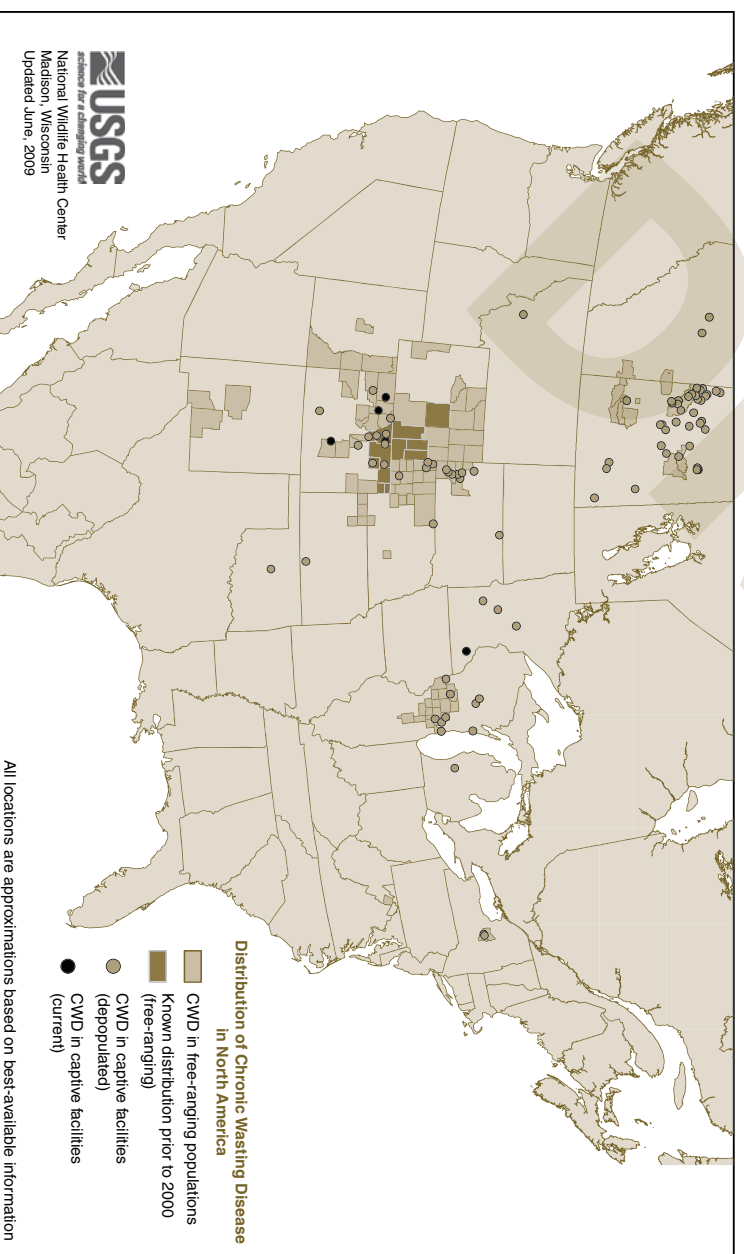 USGS
science for a changing world
National Wildlife Health Center
Madison, Wisconsin
Updated June, 2009
Distribution of Chronic Wasting Disease
in North America
CWD in free-ranging populations
Known distribution prior to 2000
(free-ranging)
CWD in captive facilities
(depopulated)
CWD in captive facilities
(current)
All locations are approximations based on best-available information